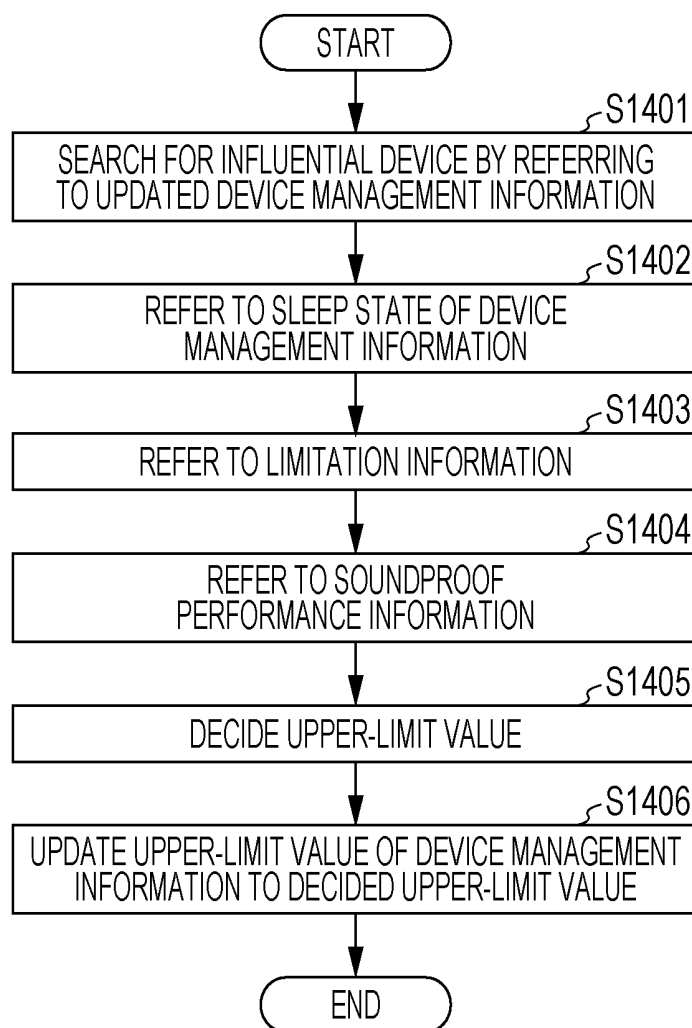 START
S1401
SEARCH FOR INFLUENTIAL DEVICE BY REFERRING
TO UPDATED DEVICE MANAGEMENT INFORMATION
S1402
REFER TO SLEEP STATE OF DEVICE
MANAGEMENT INFORMATION
S1403
REFER TO LIMITATION INFORMATION
S1404
REFER TO SOUNDPROOF
PERFORMANCE INFORMATION
S1405
DECIDE UPPER-LIMIT VALUE
S1406
UPDATE UPPER-LIMIT VALUE OF DEVICE MANAGEMENT
INFORMATION TO DECIDED UPPER-LIMIT VALUE
END